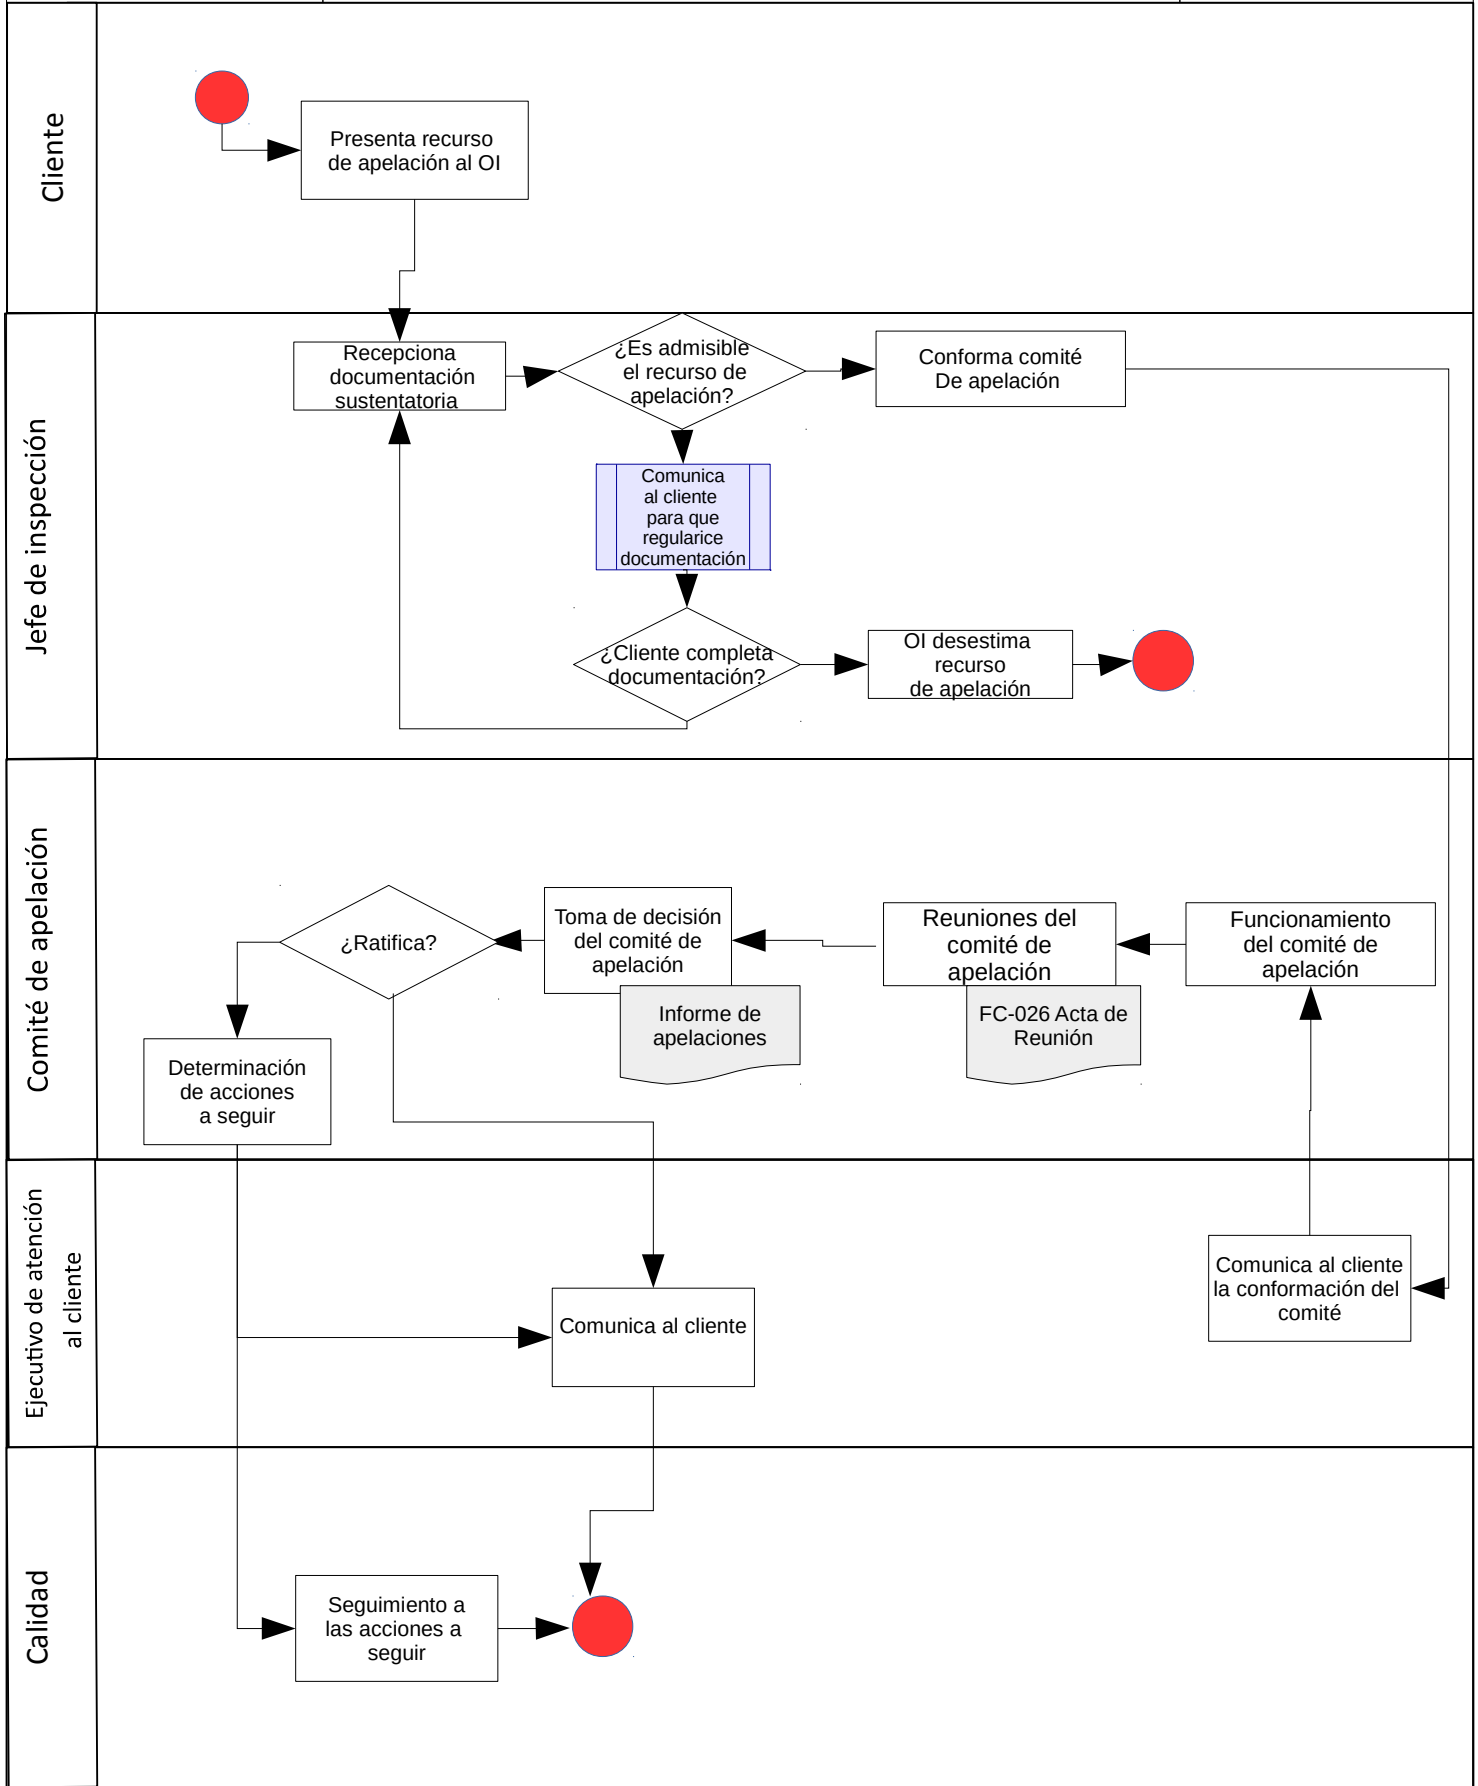 Cliente
Presenta recurso
de apelación al OI
Jefe de inspección
Recepciona
documentación
sustentatoria
¿Es admisible
el recurso de
apelación?
Conforma comité
De apelación
Comunica
al cliente
para que
regularice
documentación
¿Cliente completa
documentación?
OI desestima
recurso
de apelación
Comité de apelación
¿Ratifica?
Toma de decisión
del comité de
apelación
Informe de
apelaciones
Reuniones del
comité de
apelación
FC-026 Acta de
Reunión
Funcionamiento
del comité de
apelación
Determinación
de acciones
a seguir
Ejecutivo de atención
al cliente
Comunica al cliente
Comunica al cliente
la conformación del
comité
Calidad
Seguimiento a
las acciones a
seguir